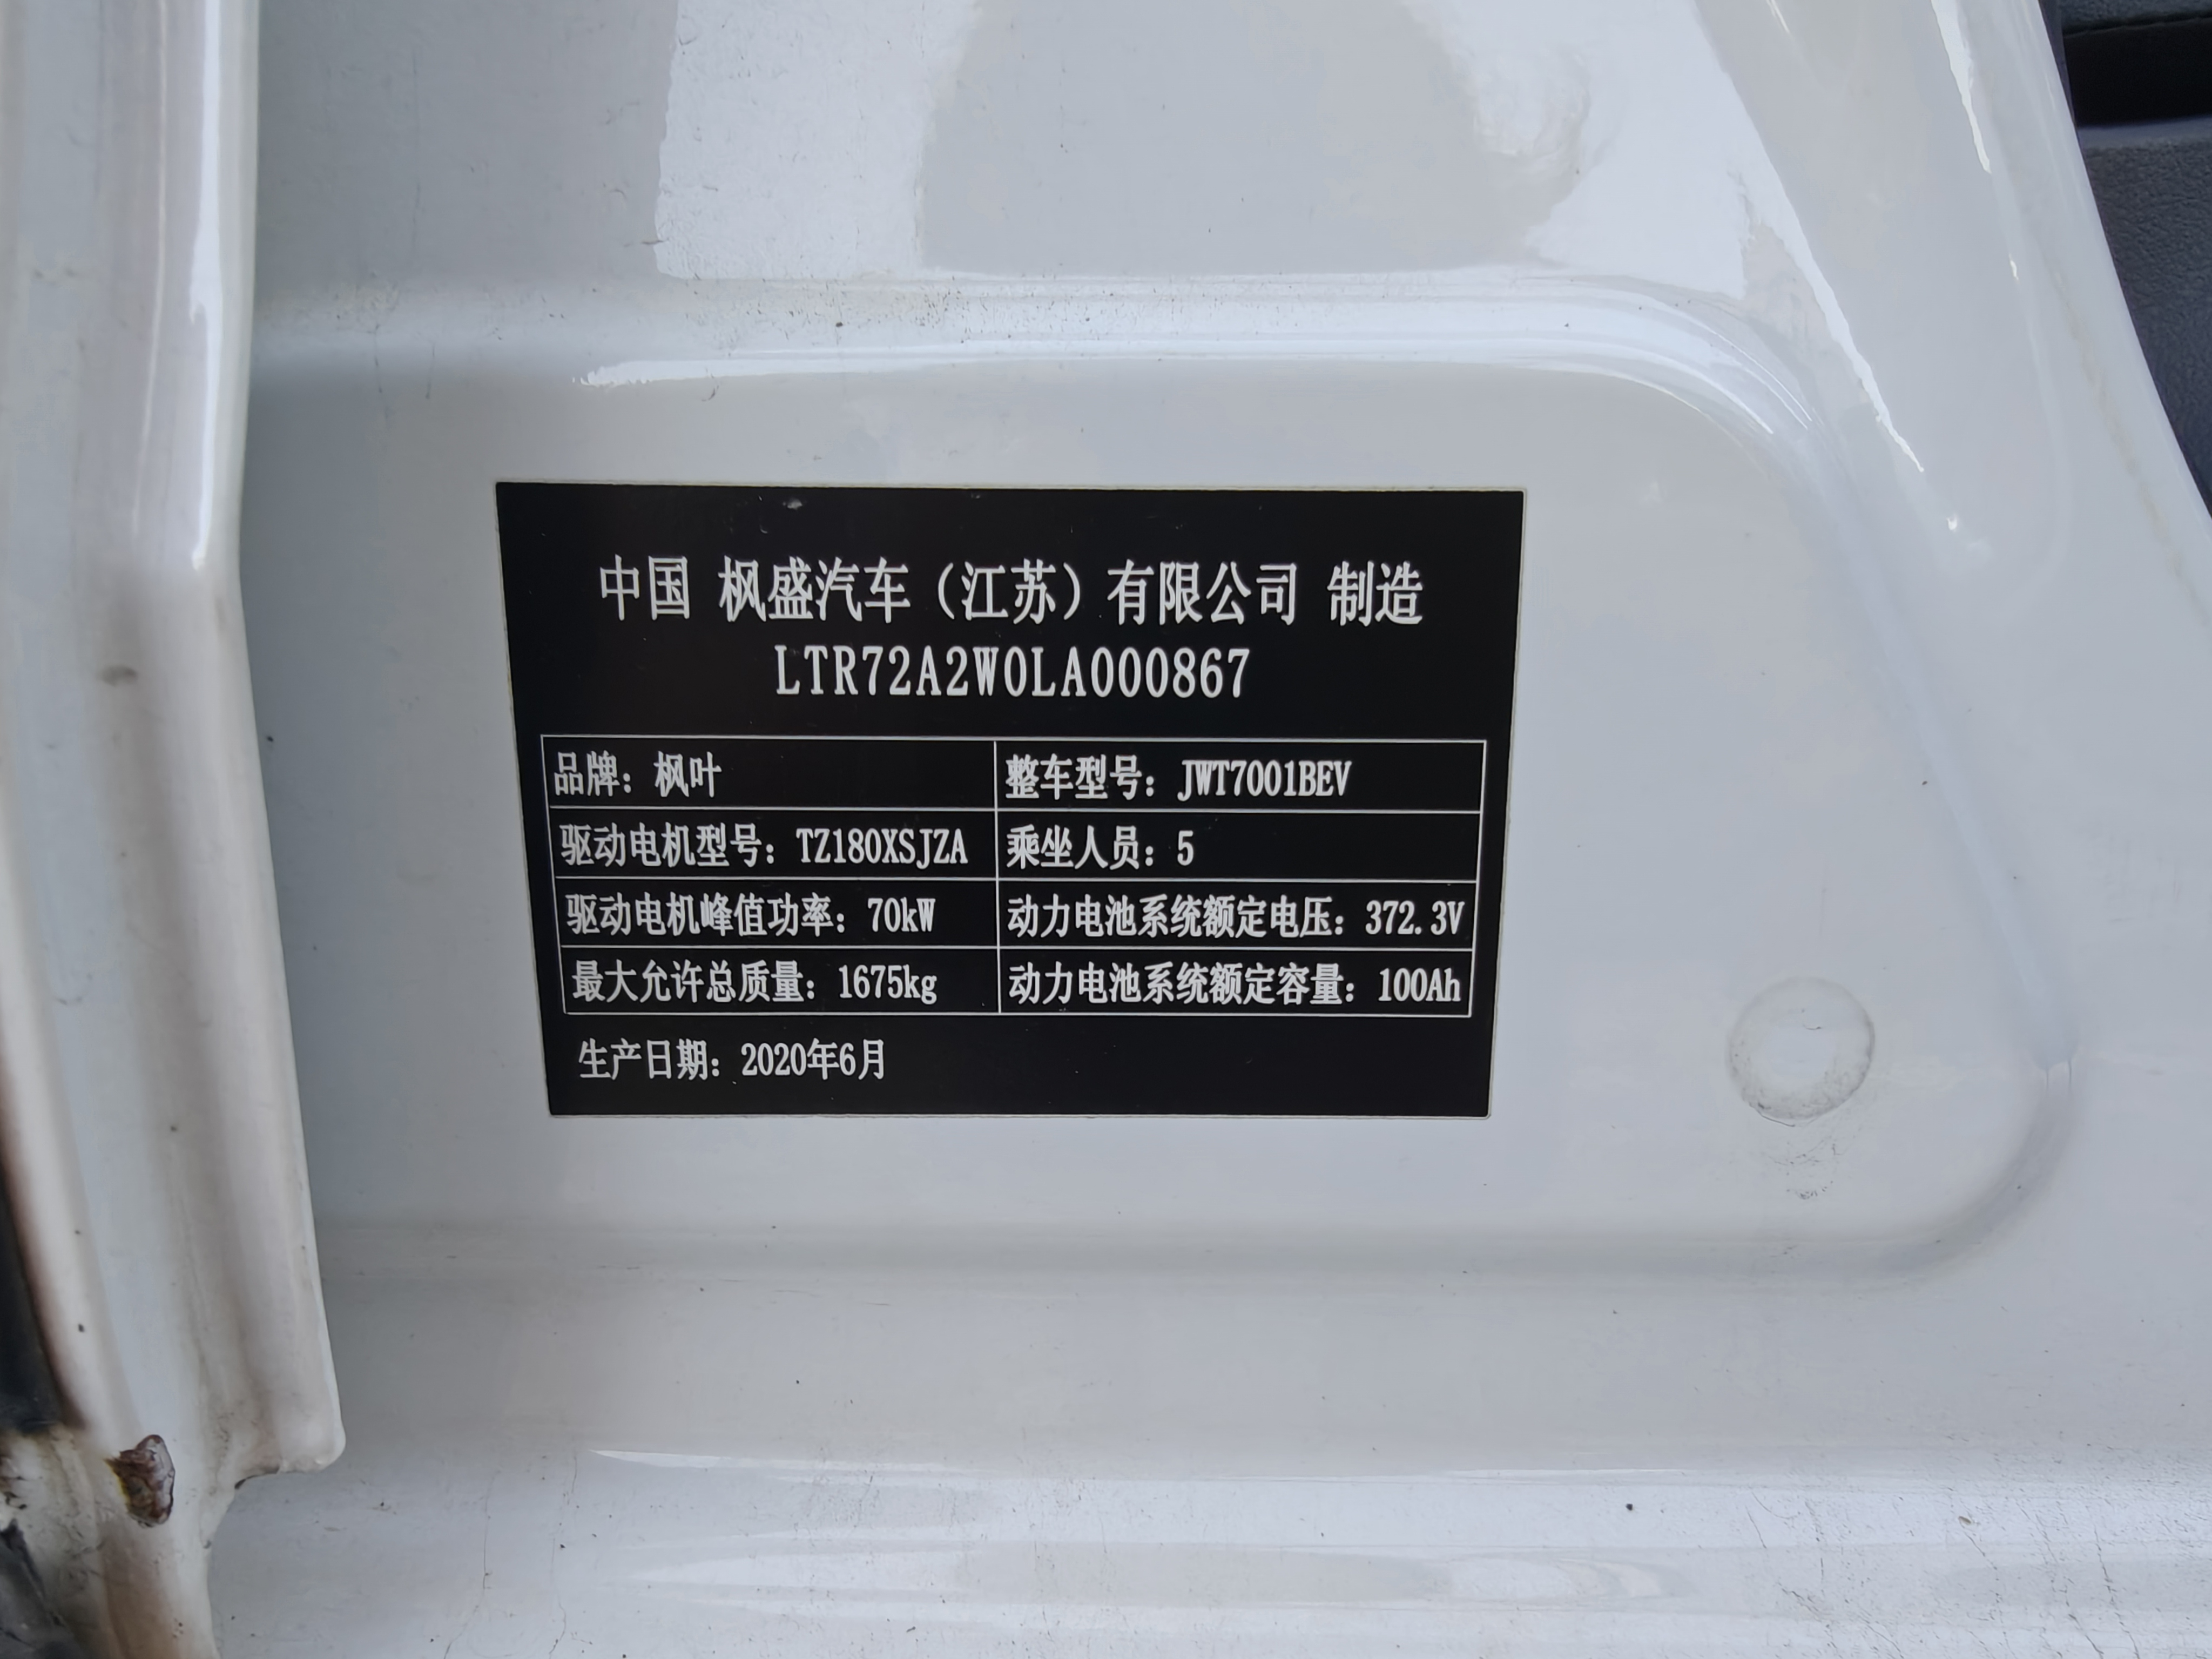 中国 枫盛汽车（江苏）有限公司 制造
LTR72A2W0LA000867
品牌：枫叶 整车型号：JWT7001BEV
驱动电机型号：TZ180XSJZA 乘坐人员：5
驱动电机峰值功率：70kW 动力电池系统额定电压：372.3V
最大允许总质量：1675kg 动力电池系统额定容量：100Ah
生产日期：2020年6月